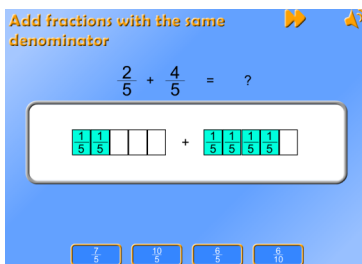 Add fractions with the same
denominator
2/5 + 4/5 = ?
1/5 1/5 + 1/5 1/5 1/5 1/5
7/5 10/5 6/5 6/10